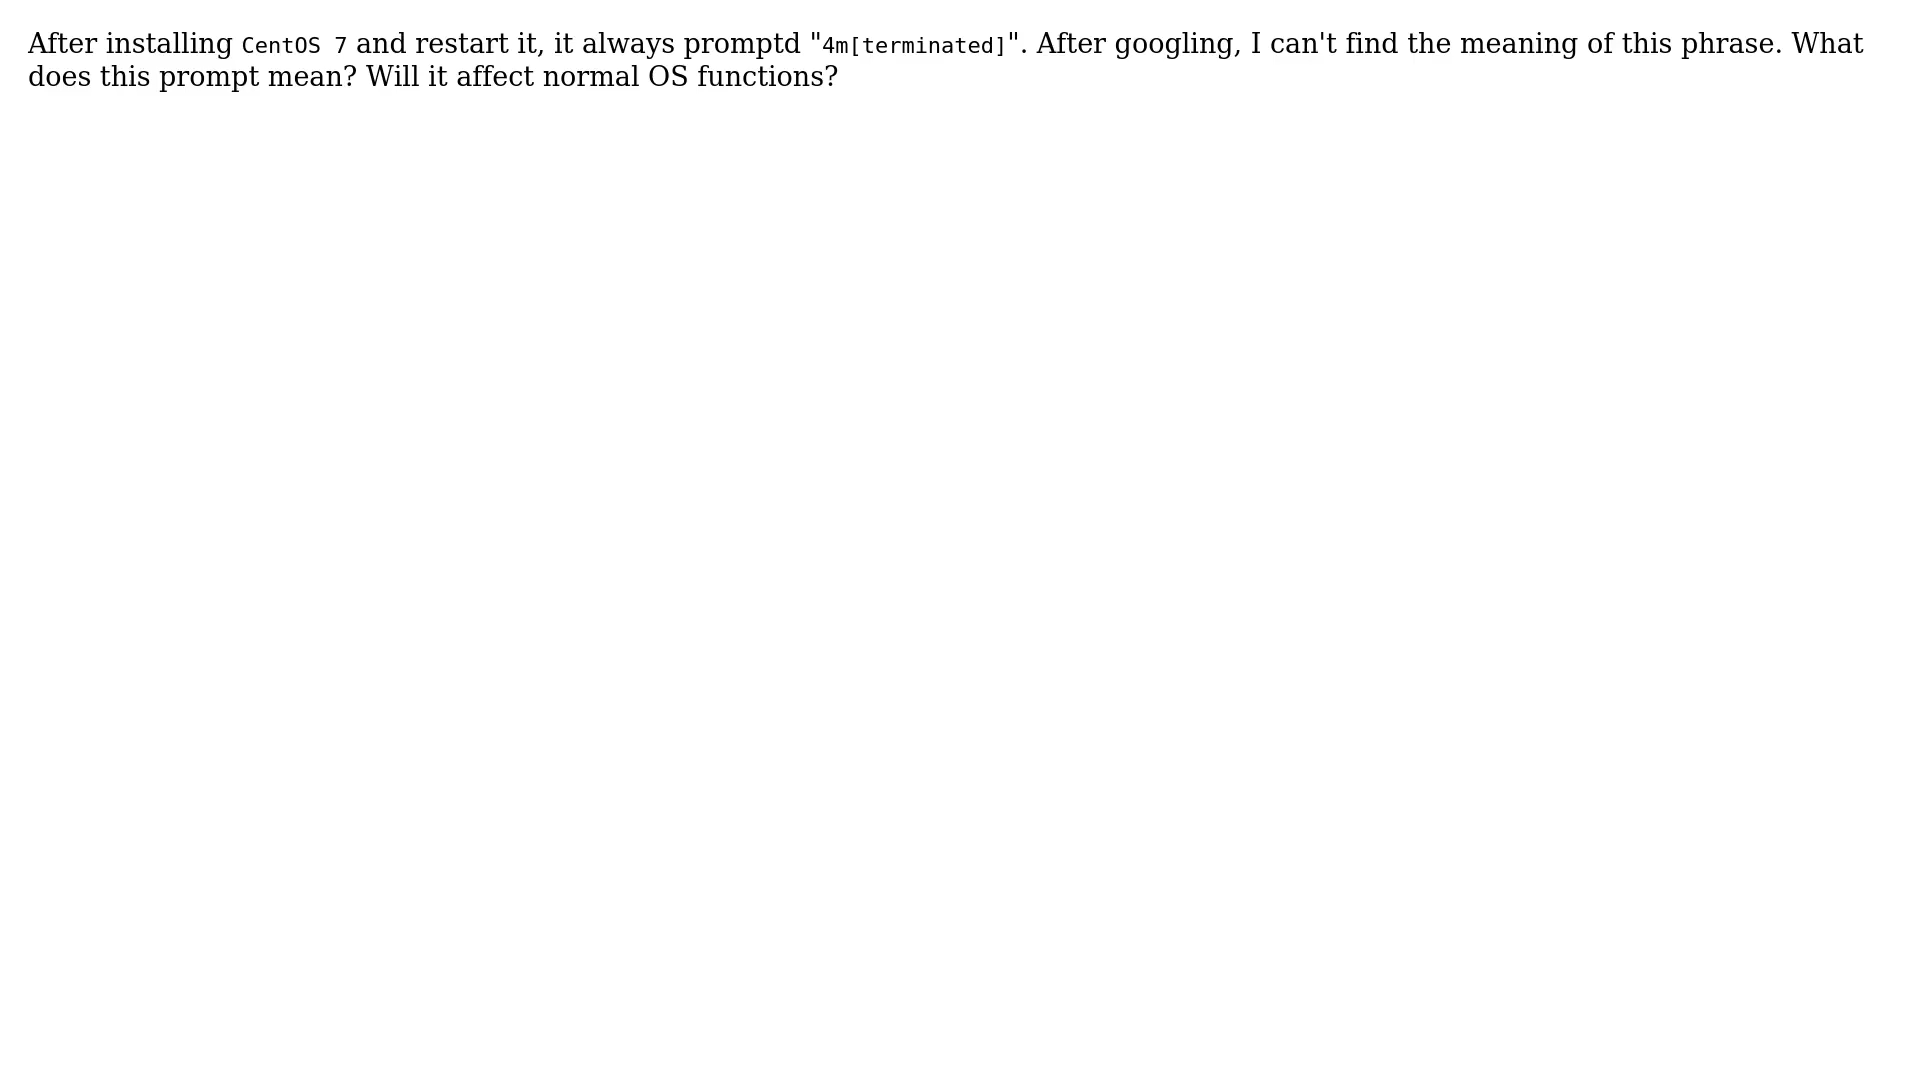 After installing CentOS 7 and restart it, it always promptd "4m[terminated]". After googling, I can't find the meaning of this phrase. What
does this prompt mean? Will it affect normal OS functions?